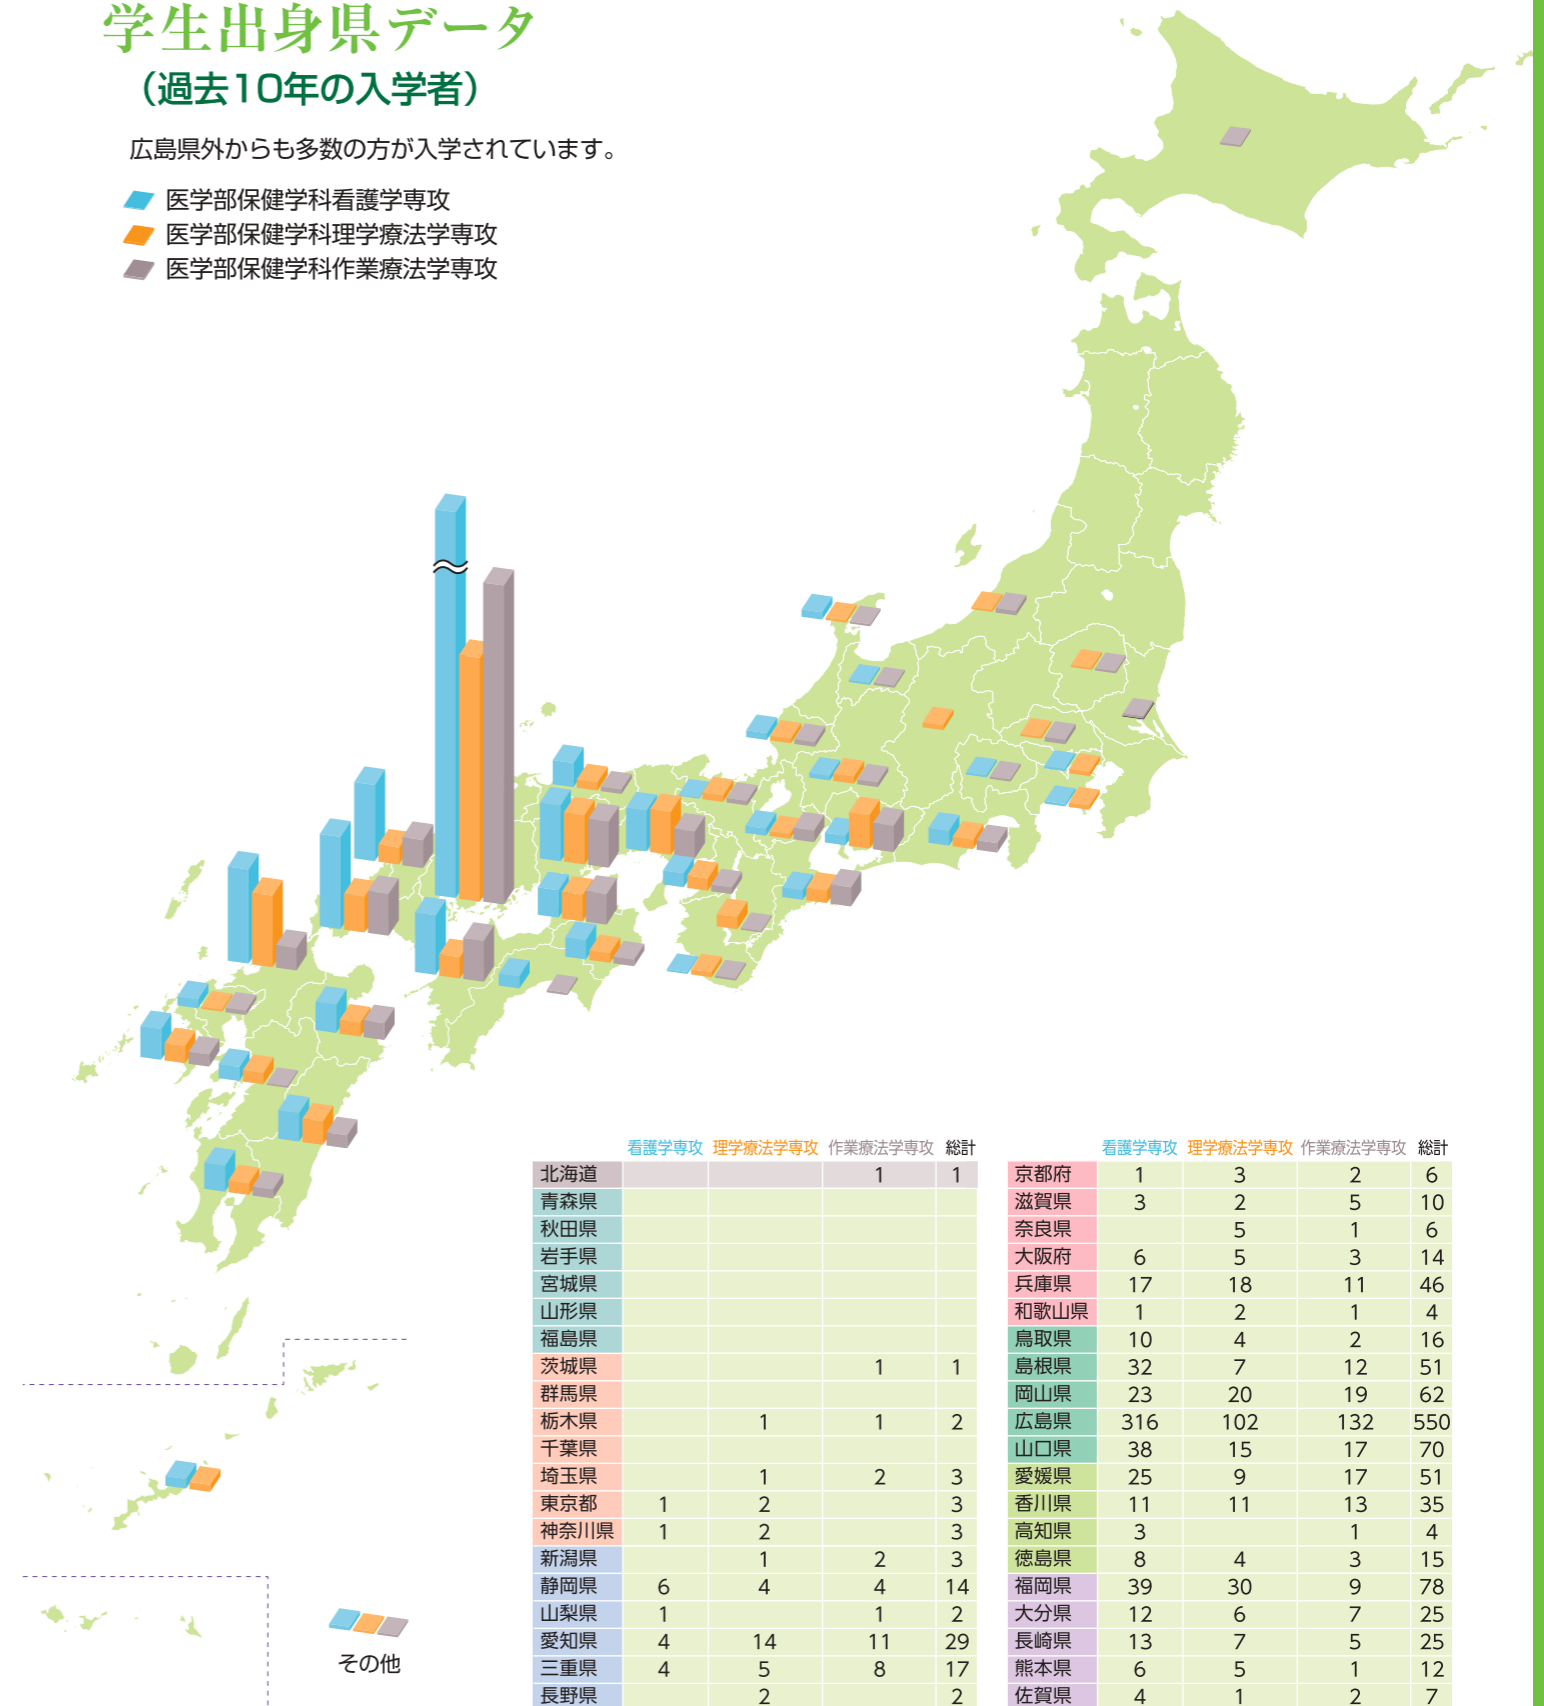 学生出身県データ
（過去10年の入学者）
広島県外からも多数の方が入学されています。
医学部保健学科看護学専攻
医学部保健学科理学療法学専攻
医学部保健学科作業療法学専攻
その他
看護学専攻 理学療法学専攻 作業療法学専攻 総計
北海道 1 1
青森県
秋田県
岩手県
宮城県
山形県
福島県
茨城県 1 1
群馬県
栃木県 1 1 2
千葉県
埼玉県 1 2 3
東京都 1 2 3
神奈川県 1 2 3
新潟県 1 2 3
静岡県 6 4 4 14
山梨県 1 1 2
愛知県 4 14 11 29
三重県 4 5 8 17
長野県 2 2
看護学専攻 理学療法学専攻 作業療法学専攻 総計
京都府 1 3 2 6
滋賀県 3 2 5 10
奈良県 5 1 6
大阪府 6 5 3 14
兵庫県 17 18 11 46
和歌山県 1 2 1 4
鳥取県 10 4 2 16
島根県 32 7 12 51
岡山県 23 20 19 62
広島県 316 102 132 550
山口県 38 15 17 70
愛媛県 25 9 17 51
香川県 11 11 13 35
高知県 3 1 4
徳島県 8 4 3 15
福岡県 39 30 9 78
大分県 12 6 7 25
長崎県 13 7 5 25
熊本県 6 5 1 12
佐賀県 4 1 2 7